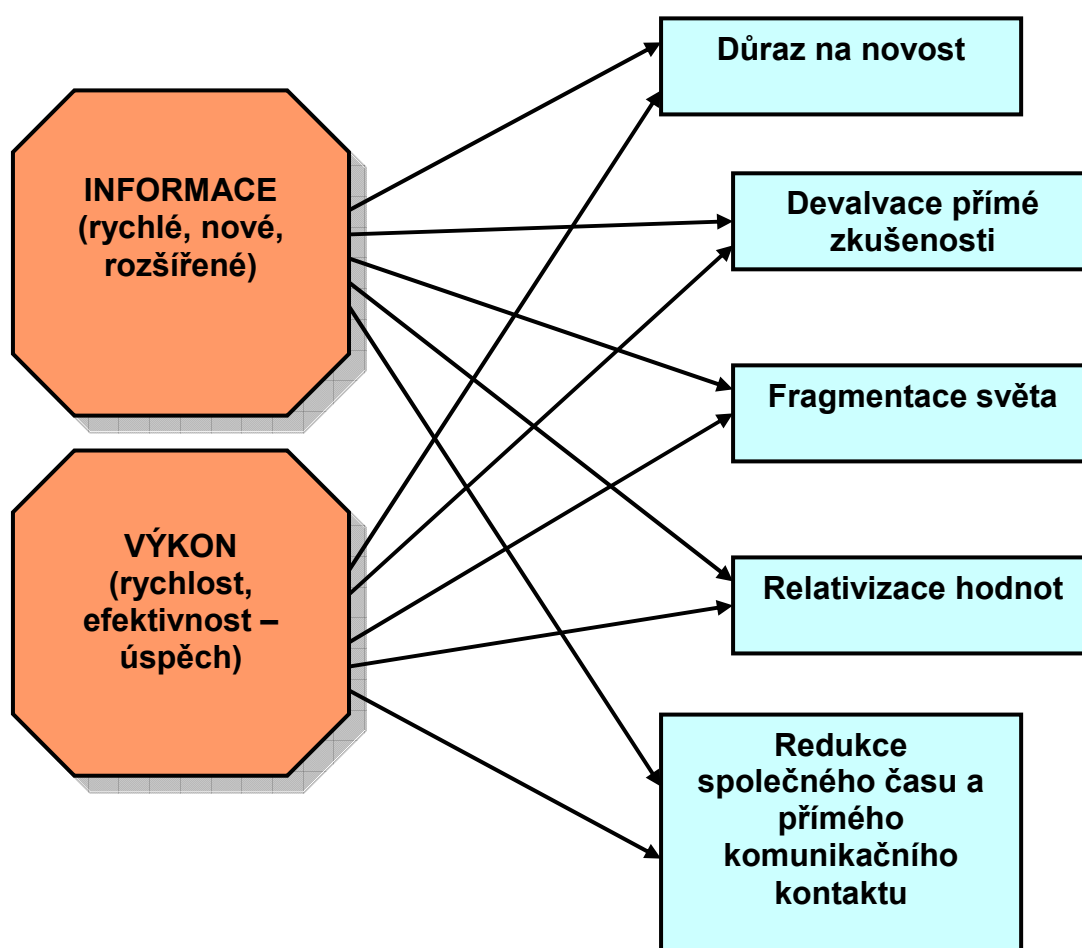 Důraz na novost
INFORMACE
(rychlé, nové,
rozšířené)
Devalvace přímé
zkušenosti
Fragmentace světa
VÝKON
(rychlost,
efektivnost –
úspěch)
Relativizace hodnot
Redukce
společného času a
přímého
komunikačního
kontaktu